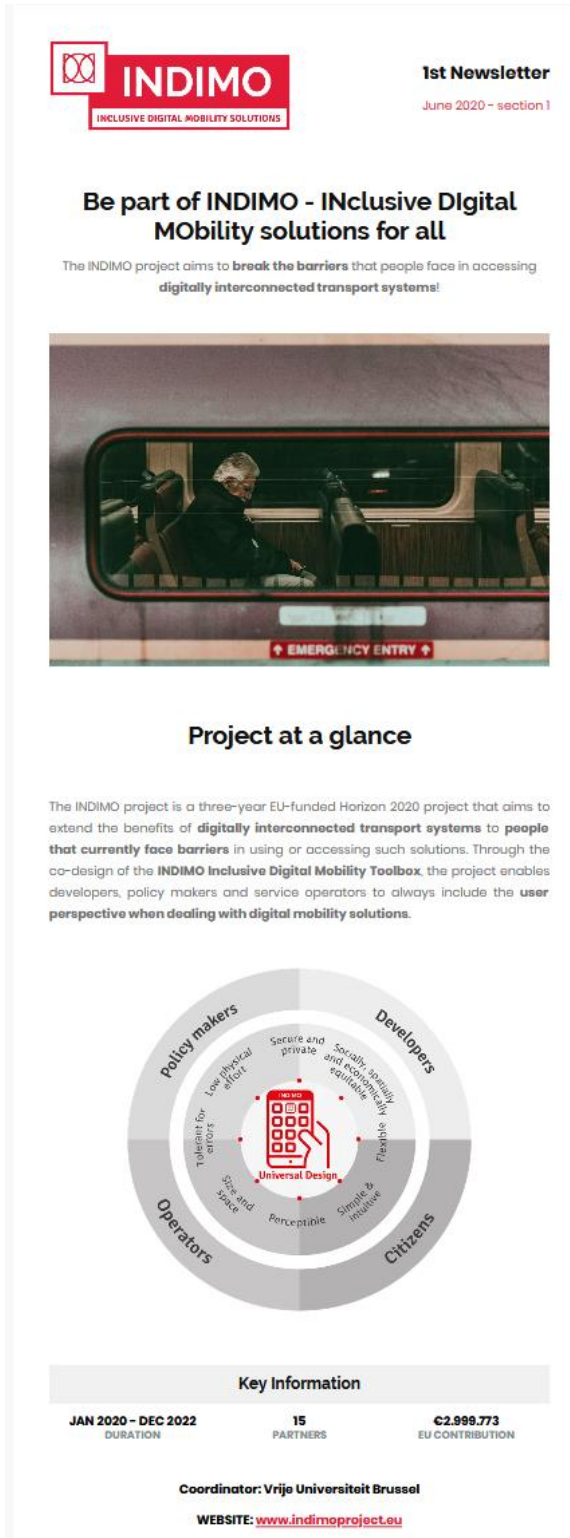 INDIMO
INCLUSIVE DIGITAL MOBILITY SOLUTIONS
1st Newsletter
June 2020 - section 1
Be part of INDIMO - INclusive DIgital
MObility solutions for all
The INDIMO project aims to break the barriers that people face in accessing
digitally interconnected transport systems!
↑ EMERGENCY ENTRY ↑
Project at a glance
The INDIMO project is a three-year EU-funded Horizon 2020 project that aims to
extend the benefits of digitally interconnected transport systems to people
that currently face barriers in using or accessing such solutions. Through the
co-design of the INDIMO Inclusive Digital Mobility Toolbox, the project enables
developers, policy makers and service operators to always include the user
perspective when dealing with digital mobility solutions.
Policy makers
Developers
Secure and
private
Socially, spatially
and economically
equitable
Low physical
effort
Tolerant for
errors
Flexible
INDIMO
Universal Design
Size and
space
Perceptible
Simple &
intuitive
Operators
Citizens
Key Information
JAN 2020 - DEC 2022
DURATION
15
PARTNERS
€2.999.773
EU CONTRIBUTION
Coordinator: Vrije Universiteit Brussel
WEBSITE: www.indimoproject.eu